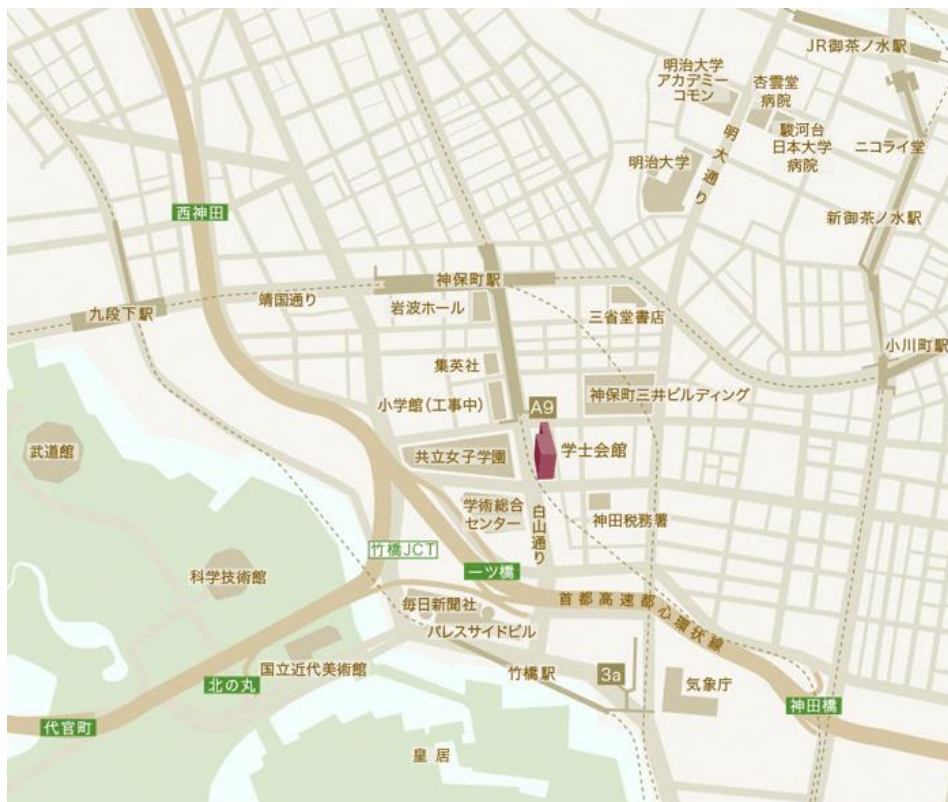 JR御茶ノ水駅
明治大学
アカデミー
コモン
杏雲堂
病院
駿河台
日本大学
病院
ニコライ堂
明治大学
明大通り
西神田
新御茶ノ水駅
神保町駅
靖国通り
九段下駅
岩波ホール
三省堂書店
小川町駅
集英社
神保町三井ビルディング
小学館(工事中)
A9
学士会館
武道館
共立女子学園
学術総合
センター
白山通り
神田税務署
竹橋JCT
一ツ橋
科学技術館
毎日新聞社
パレスサイドビル
首都高速都心環状線
国立近代美術館
竹橋駅
3a
気象庁
北の丸
神田橋
代官町
皇居